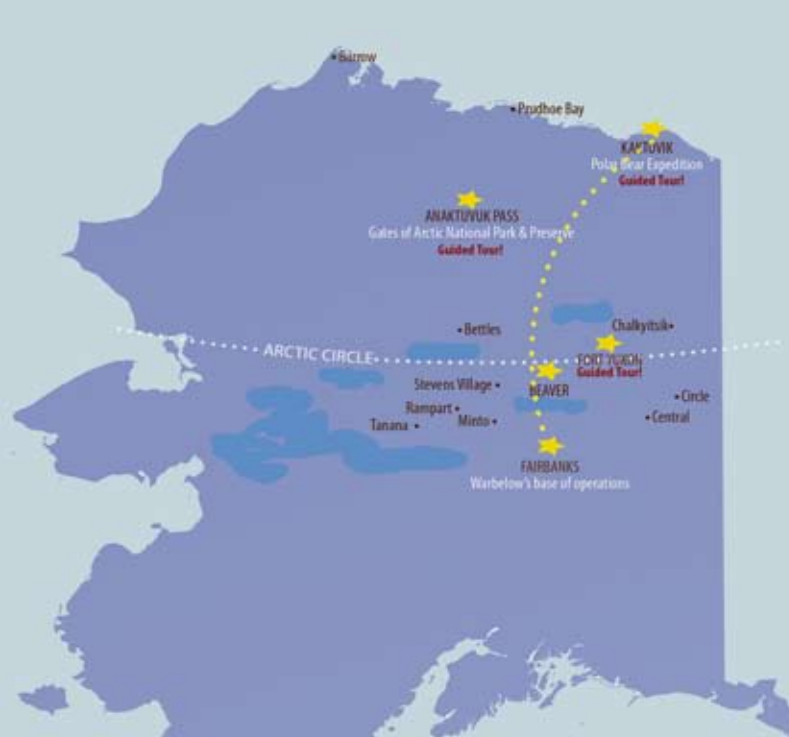 Barrow
Prudhoe Bay
KAKTOVIK
Polar Bear Expedition
Guided Tour!
ANAKTUVUK PASS
Gates of Arctic National Park & Preserve
Guided Tour!
Bettles
Chalkyitsik
ARCTIC CIRCLE
FORT YUKON
Guided Tour!
Stevens Village
BEAVER
Circle
Rampart
Central
Tanana
Minto
FAIRBANKS
Warbelow's base of operations